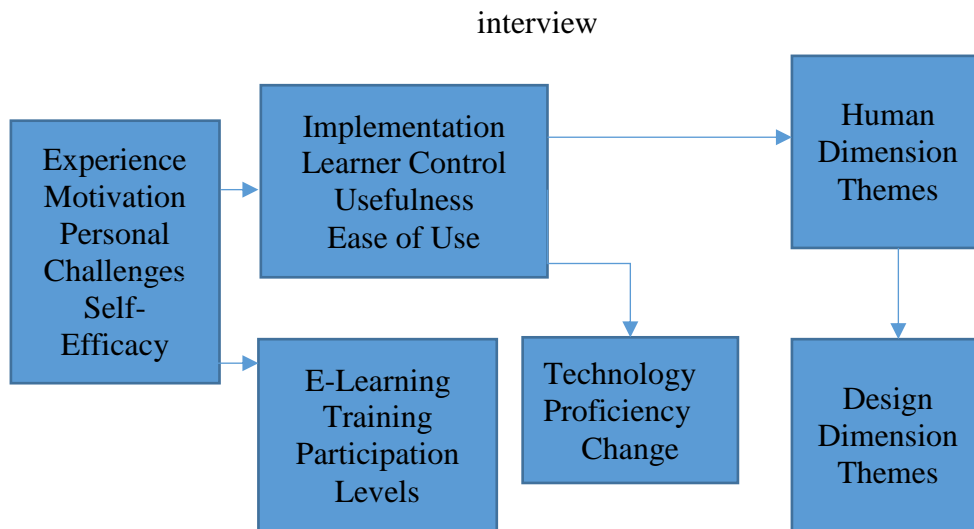 interview
Experience
Motivation
Personal
Challenges
Self-
Efficacy
Implementation
Learner Control
Usefulness
Ease of Use
Human
Dimension
Themes
E-Learning
Training
Participation
Levels
Technology
Proficiency
Change
Design
Dimension
Themes